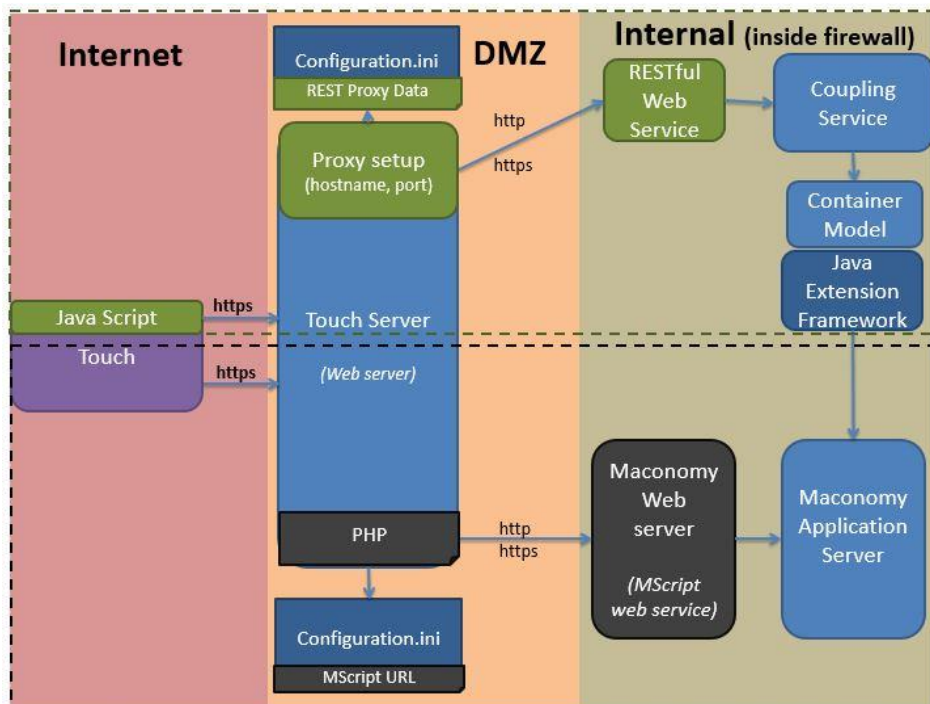 Internet
DMZ
Internal (inside firewall)
Configuration.ini
REST Proxy Data
Proxy setup
(hostname, port)
http
https
RESTful
Web
Service
Coupling
Service
Container
Model
Java
Extension
Framework
Java Script
https
Touch
https
Touch Server
(Web server)
PHP
http
https
Maconomy
Web
server
(MScript
web service)
Maconomy
Application
Server
Configuration.ini
MScript URL